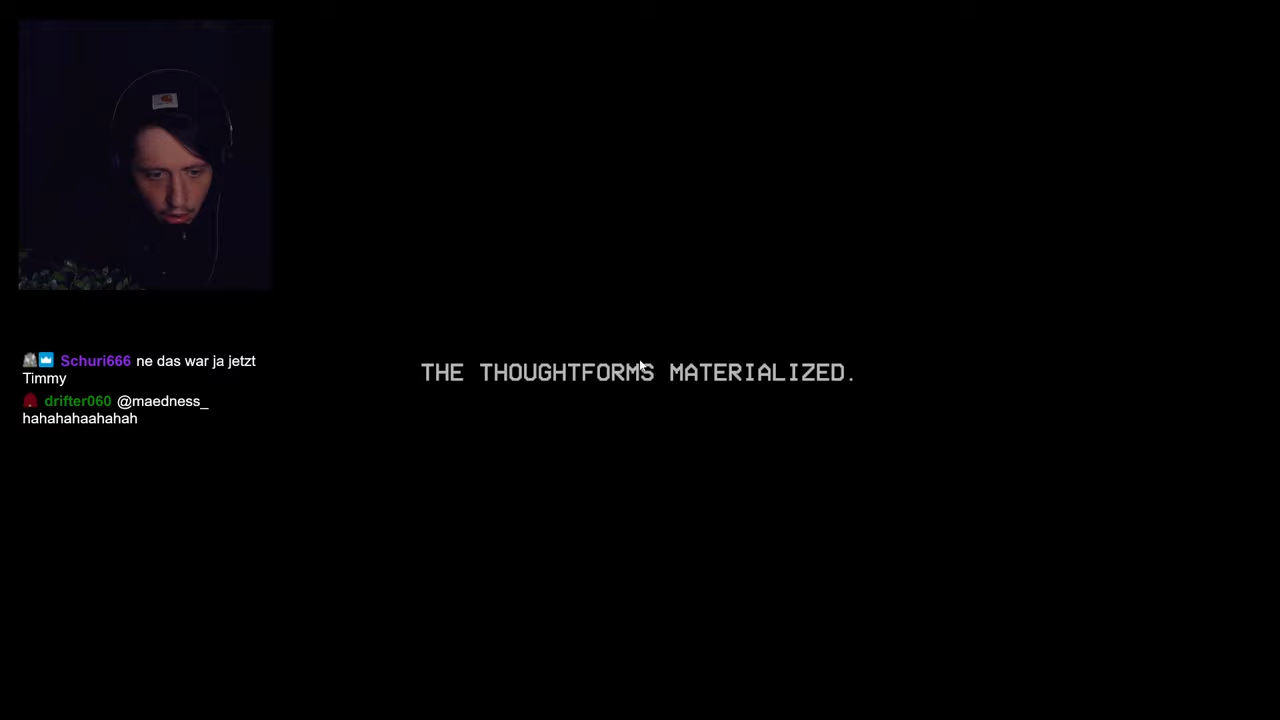 Schuri666 ne das war ja jetzt
Timmy
drifter060 @maedness_
hahahahaahahah
THE THOUGHTFORMS MATERIALIZED.